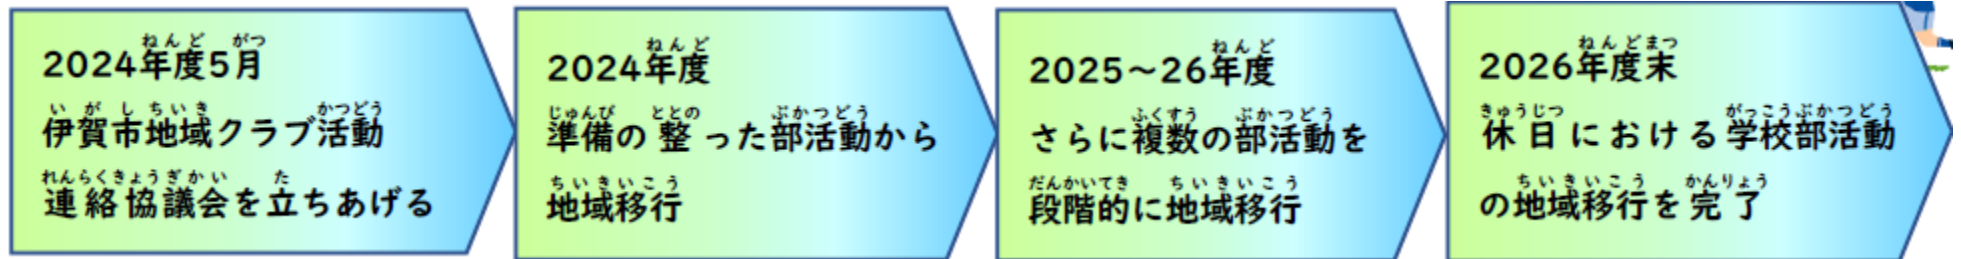 2024年度5月
伊賀市地域クラブ活動
連絡協議会を立ちあげる
2024年度
準備の整った部活動から
地域移行
2025～26年度
さらに複数の部活動を
段階的に地域移行
2026年度末
休日における学校部活動
の地域移行を完了